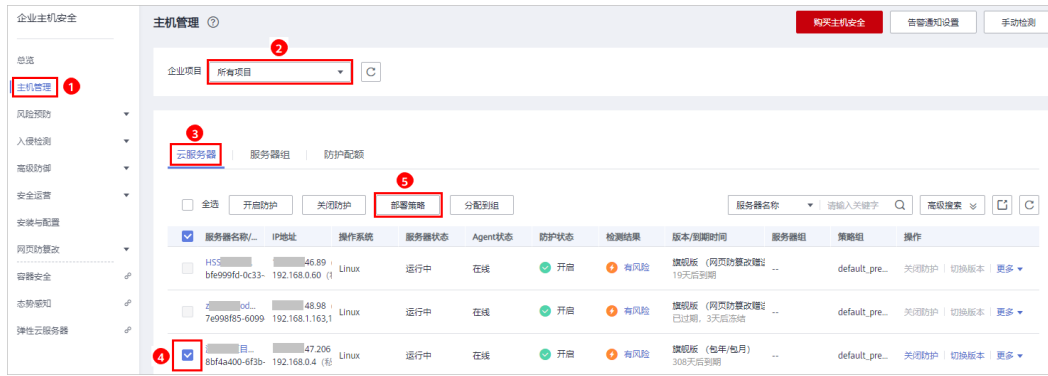 企业主机安全
主机管理
购买主机安全
告警通知设置
手动检测
2
总览
企业项目 所有项目
主机管理 1
风险预防
入侵检测
3
云服务器 服务器组 防护配额
高级防御
5
安全运营
全选 开启防护 关闭防护 部署策略 分配到组 服务器名称 请输入关键字 高级搜索
安装与配置
网页防篡改
服务器名称/... IP地址 操作系统 服务器状态 Agent状态 防护状态 检测结果 版本/到期时间 服务器组 策略组 操作
容器安全
HSS 46.89 Linux 运行中 在线 开启 有风险 旗舰版 (网页防篡改赠送 -- default_pre... 关闭防护 切换版本 更多
bfe999fd-0c33- 192.168.0.60 19天后到期
态势感知
z od... 48.98 Linux 运行中 在线 开启 有风险 旗舰版 (网页防篡改赠送 -- default_pre... 关闭防护 切换版本 更多
7e998f85-6099 192.168.1.163,1 已过期，3天后冻结
弹性云服务器
4 目... 47.206 Linux 运行中 在线 开启 有风险 旗舰版 (包年/包月) -- default_pre... 关闭防护 切换版本 更多
8bf4a400-6f3b- 192.168.0.4 (私 308天后到期